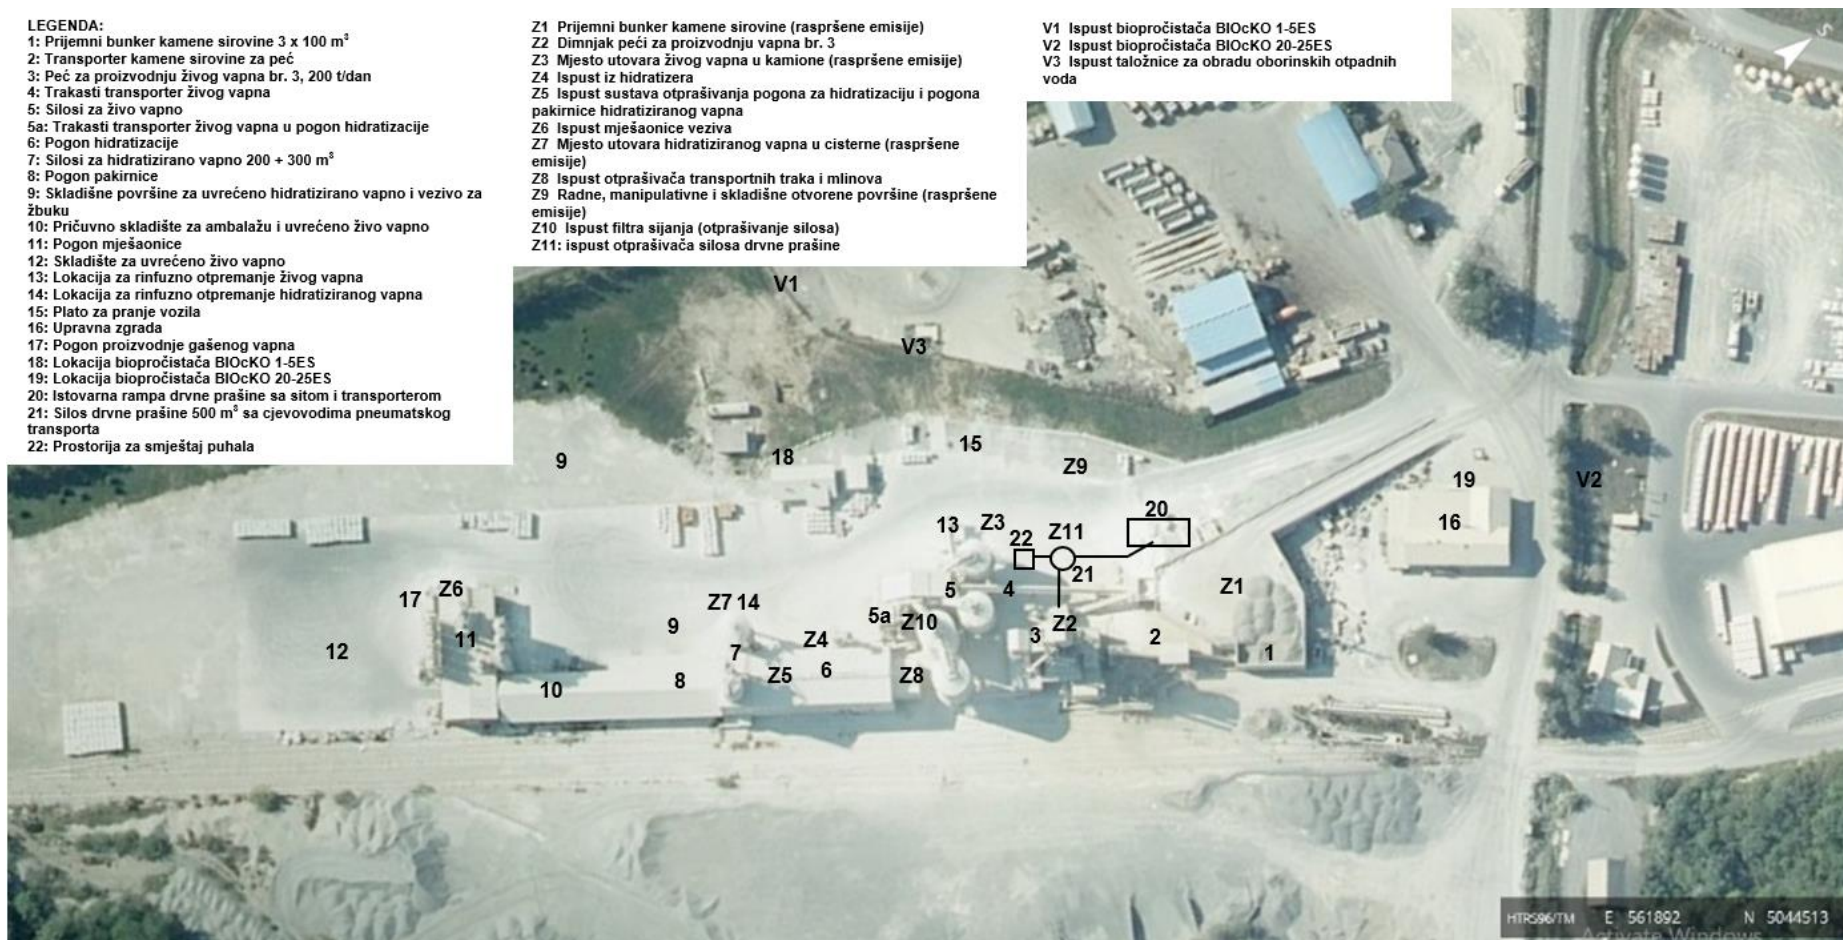 LEGENDA:
1: Prijemni bunker kamene sirovine 3 x 100 m³
2: Transporter kamene sirovine za peć
3: Peć za proizvodnju živog vapna br. 3, 200 t/dan
4: Trakasti transporter živog vapna
5: Silosi za živo vapno
5a: Trakasti transporter živog vapna u pogon hidratizacije
6: Pogon hidratizacije
7: Silosi za hidratizirano vapno 200 + 300 m³
8: Pogon pakirnice
9: Skladišne površine za uvrećeno hidratizirano vapno i vezivo za
žbuku
10: Pričuvno skladište za ambalažu i uvrećeno živo vapno
11: Pogon mješaonice
12: Skladište za uvrećeno živo vapno
13: Lokacija za rinfuzno otpremanje živog vapna
14: Lokacija za rinfuzno otpremanje hidratiziranog vapna
15: Plato za pranje vozila
16: Upravna zgrada
17: Pogon proizvodnje gašenog vapna
18: Lokacija biopročistača BIOcKO 1-5ES
19: Lokacija biopročistača BIOcKO 20-25ES
20: Istovarna rampa drvne prašine sa sitom i transporterom
21: Silos drvne prašine 500 m³ sa cjevovodima pneumatskog
transporta
22: Prostorija za smještaj puhala
Z1 Prijemni bunker kamene sirovine (raspršene emisije)
Z2 Dimnjak peći za proizvodnju vapna br. 3
Z3 Mjesto utovara živog vapna u kamione (raspršene emisije)
Z4 Ispust iz hidratizera
Z5 Ispust sustava otprašivanja pogona za hidratizaciju i pogona
pakirnice hidratiziranog vapna
Z6 Ispust mješaonice veziva
Z7 Mjesto utovara hidratiziranog vapna u cisterne (raspršene
emisije)
Z8 Ispust otprašivača transportnih traka i mlinova
Z9 Radne, manipulativne i skladišne otvorene površine (raspršene
emisije)
Z10 Ispust filtra sijanja (otprašivanje silosa)
Z11: ispust otprašivača silosa drvne prašine
V1 Ispust biopročistača BIOcKO 1-5ES
V2 Ispust biopročistača BIOcKO 20-25ES
V3 Ispust taložnice za obradu oborinskih otpadnih
voda
S
V1
V3
15
9
18
Z9
19
V2
20
16
13
Z3
22
Z11
21
17
Z6
5
4
Z1
Z7 14
5a
Z10
Z2
9
11
Z4
3
2
12
7
1
10
8
Z5
6
Z8
HTRS96/TM E 561892 N 5044513
Activate Windows